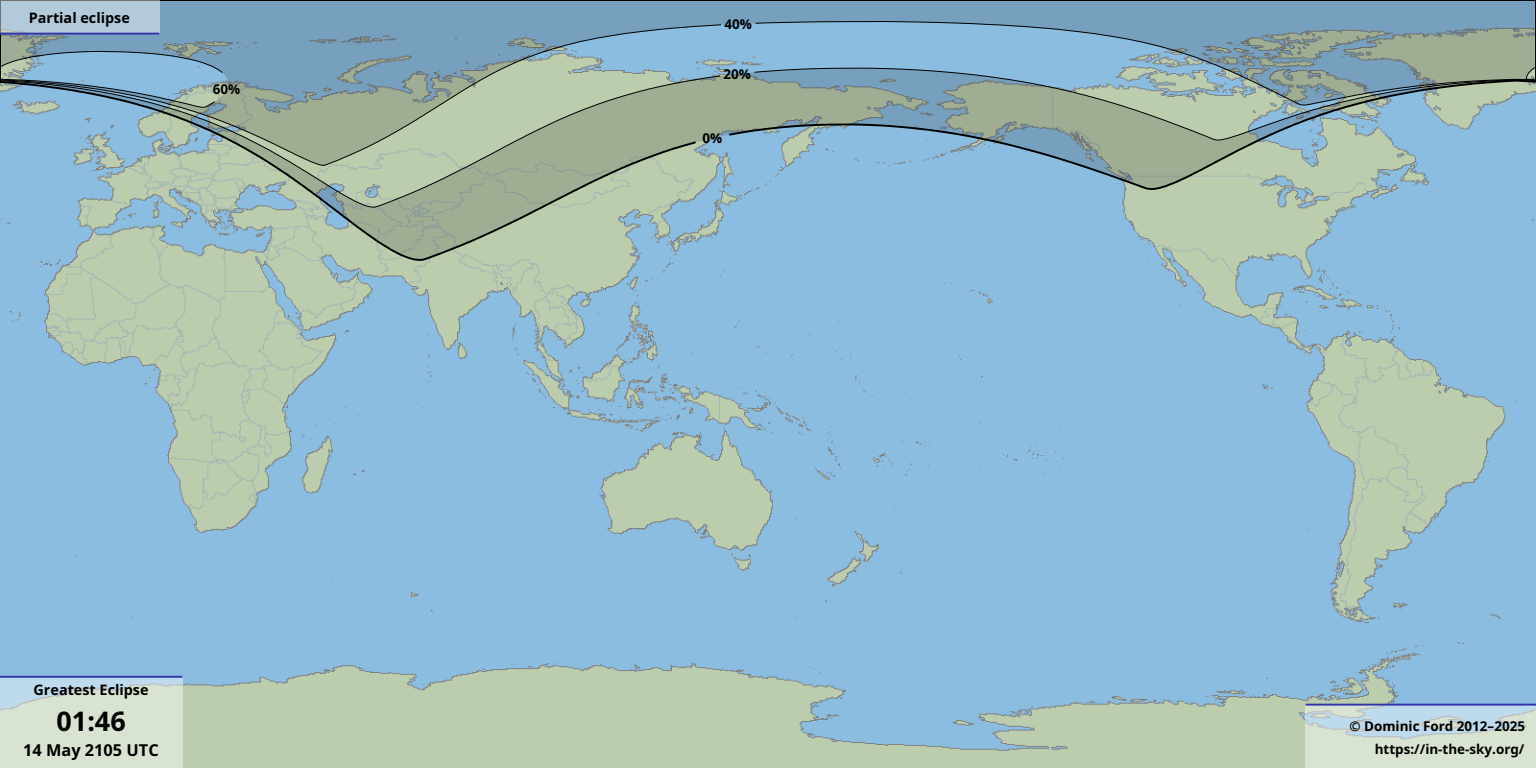 Partial eclipse
40%
20%
60%
0%
Greatest Eclipse
01:46
14 May 2105 UTC
© Dominic Ford 2012–2025
https://in-the-sky.org/